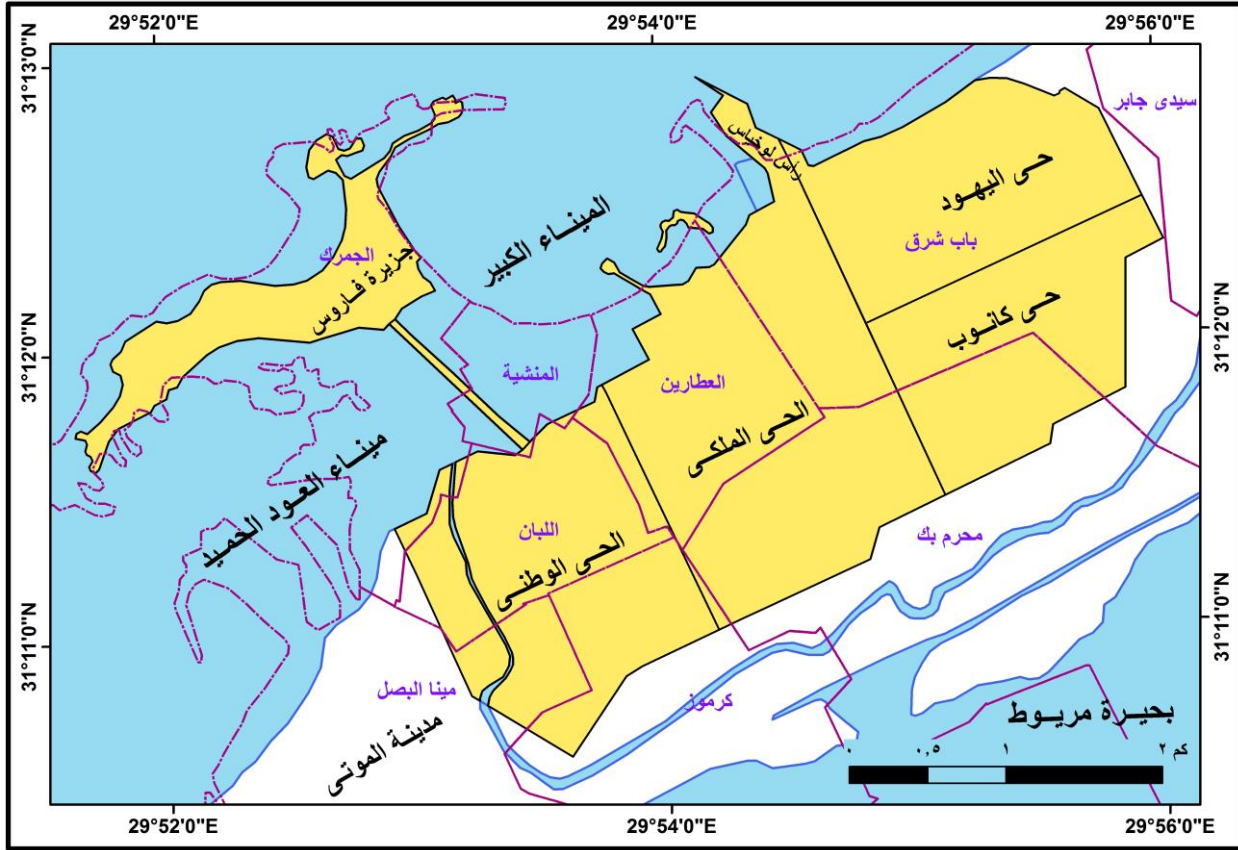 29°52'0"E
29°54'0"E
29°56'0"E
31°13'0"N
31°12'0"N
31°11'0"N
31°12'0"N
31°11'0"N
سيدى جابر
راس لوخياس
حى اليهود
باب شرق
الميناء الكبير
الجمرك
جزيرة فاروس
حى كانوب
المنشية
العطارين
الحى الملكى
ميناء العود الحميد
اللبان
الحى الوطنى
محرم بك
مينا البصل
كرموز
مدينة الموتى
بحيرة مريوط
٠ ٠,٥ ١ ٢ كم
29°52'0"E
29°54'0"E
29°56'0"E